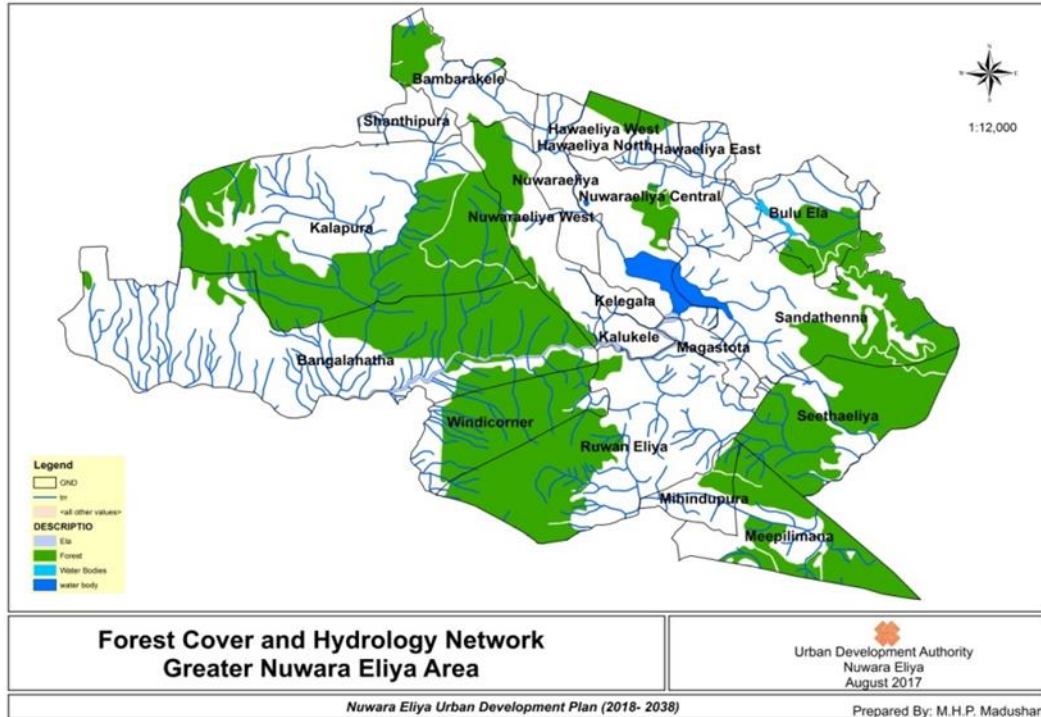 N
W
E
S
1:12,000
Bambarakele
Shanthipura
Hawaeliya West
Hawaeliya North
Hawaeliya East
Nuwaraeliya
Nuwaraeliya Central
Nuwaraeliya West
Bulu Ela
Kalapura
Kelegala
Sandathenna
Kalukele
Magastota
Bangalahatha
Windicorner
Seethaeliya
Ruwan Eliya
Mihindupura
Meepilimana
Legend
GND
<all other values>
DESCRIPTIO
Ela
Forest
Water Bodies
water body
Forest Cover and Hydrology Network
Greater Nuwara Eliya Area
Urban Development Authority
Nuwara Eliya
August 2017
Nuwara Eliya Urban Development Plan (2018- 2038)
Prepared By: M.H.P. Madushan